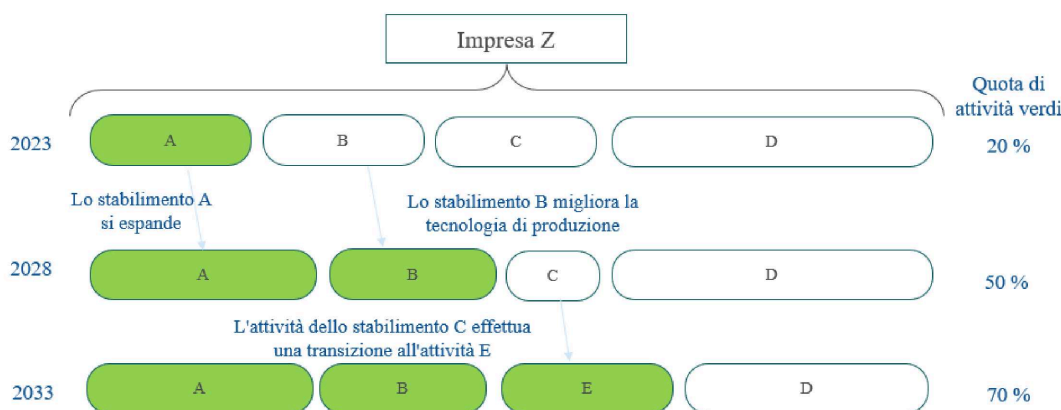 Impresa Z
Quota di
attività verdi
2023
A
B
C
D
20 %
Lo stabilimento A
si espande
Lo stabilimento B migliora la
tecnologia di produzione
2028
A
B
C
D
50 %
L'attività dello stabilimento C effettua
una transizione all'attività E
2033
A
B
E
D
70 %